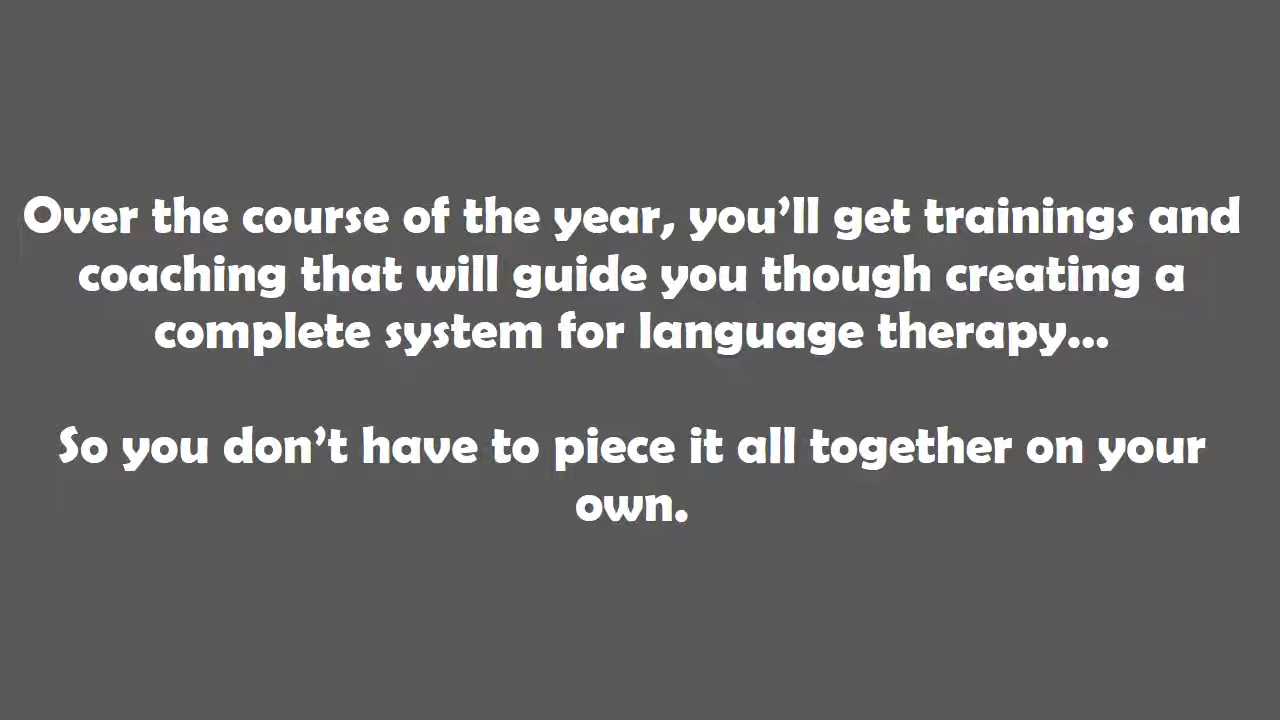 Over the course of the year, you’ll get trainings and
coaching that will guide you though creating a
complete system for language therapy...
So you don’t have to piece it all together on your
own.